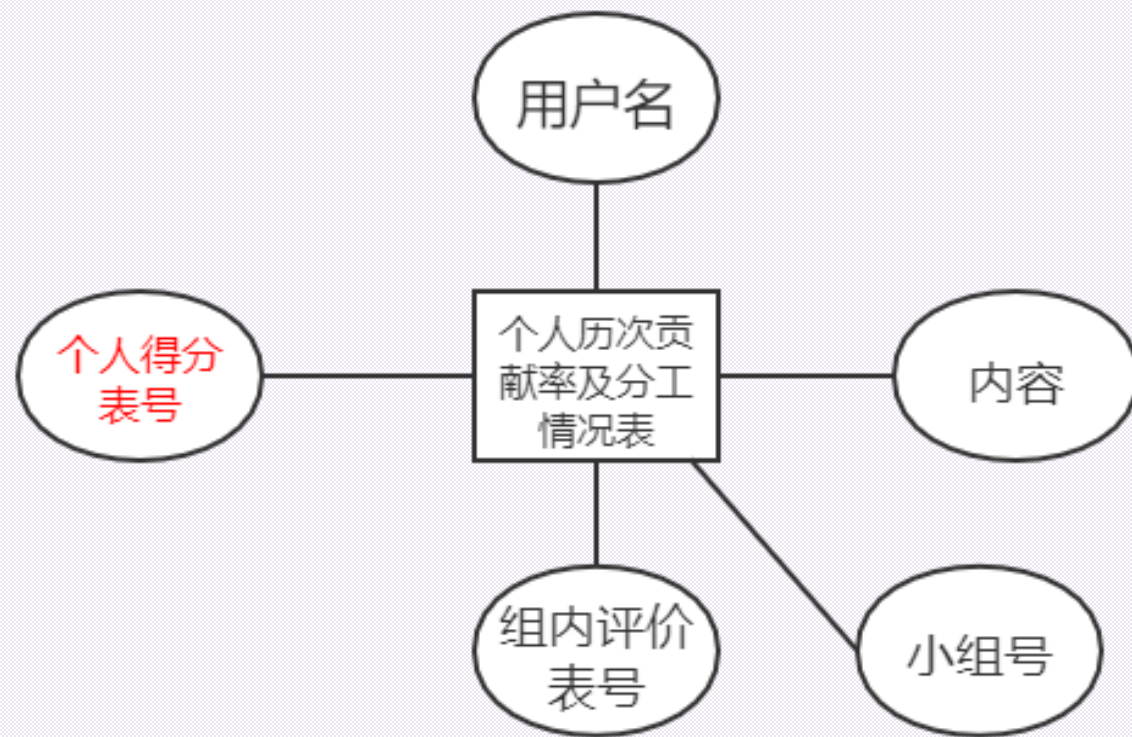 用户名
个人得分
表号
个人历次贡
献率及分工
情况表
内容
组内评价
表号
小组号